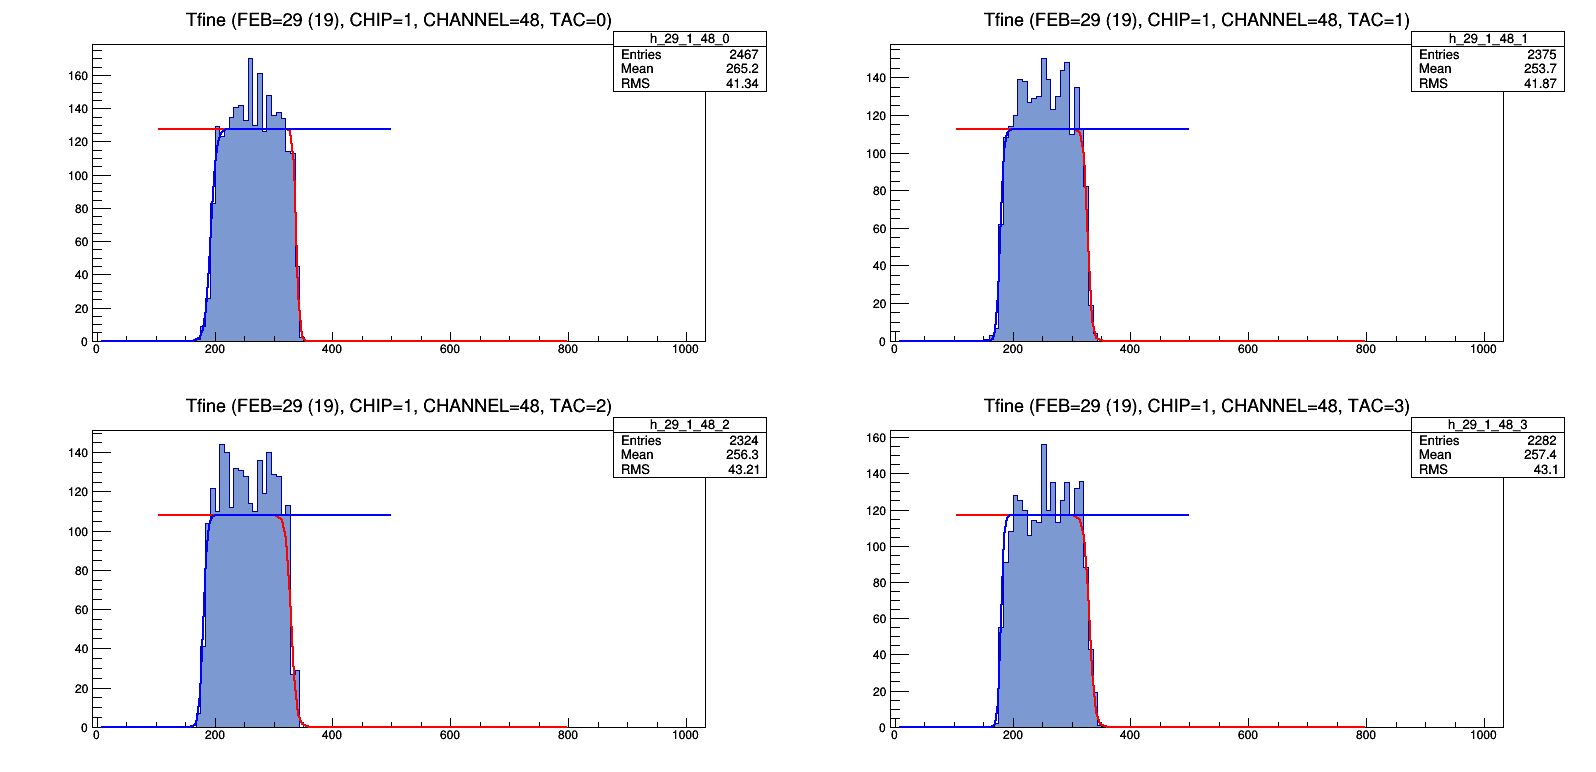 Tfine (FEB=29 (19), CHIP=1, CHANNEL=48, TAC=0)
h_29_1_48_0
Entries 2467
Mean 265.2
RMS 41.34
160
140
120
100
80
60
40
20
0
0 200 400 600 800 1000
Tfine (FEB=29 (19), CHIP=1, CHANNEL=48, TAC=1)
h_29_1_48_1
Entries 2375
Mean 253.7
RMS 41.87
140
120
100
80
60
40
20
0
0 200 400 600 800 1000
Tfine (FEB=29 (19), CHIP=1, CHANNEL=48, TAC=2)
h_29_1_48_2
Entries 2324
Mean 256.3
RMS 43.21
140
120
100
80
60
40
20
0
0 200 400 600 800 1000
Tfine (FEB=29 (19), CHIP=1, CHANNEL=48, TAC=3)
h_29_1_48_3
Entries 2282
Mean 257.4
RMS 43.1
160
140
120
100
80
60
40
20
0
0 200 400 600 800 1000